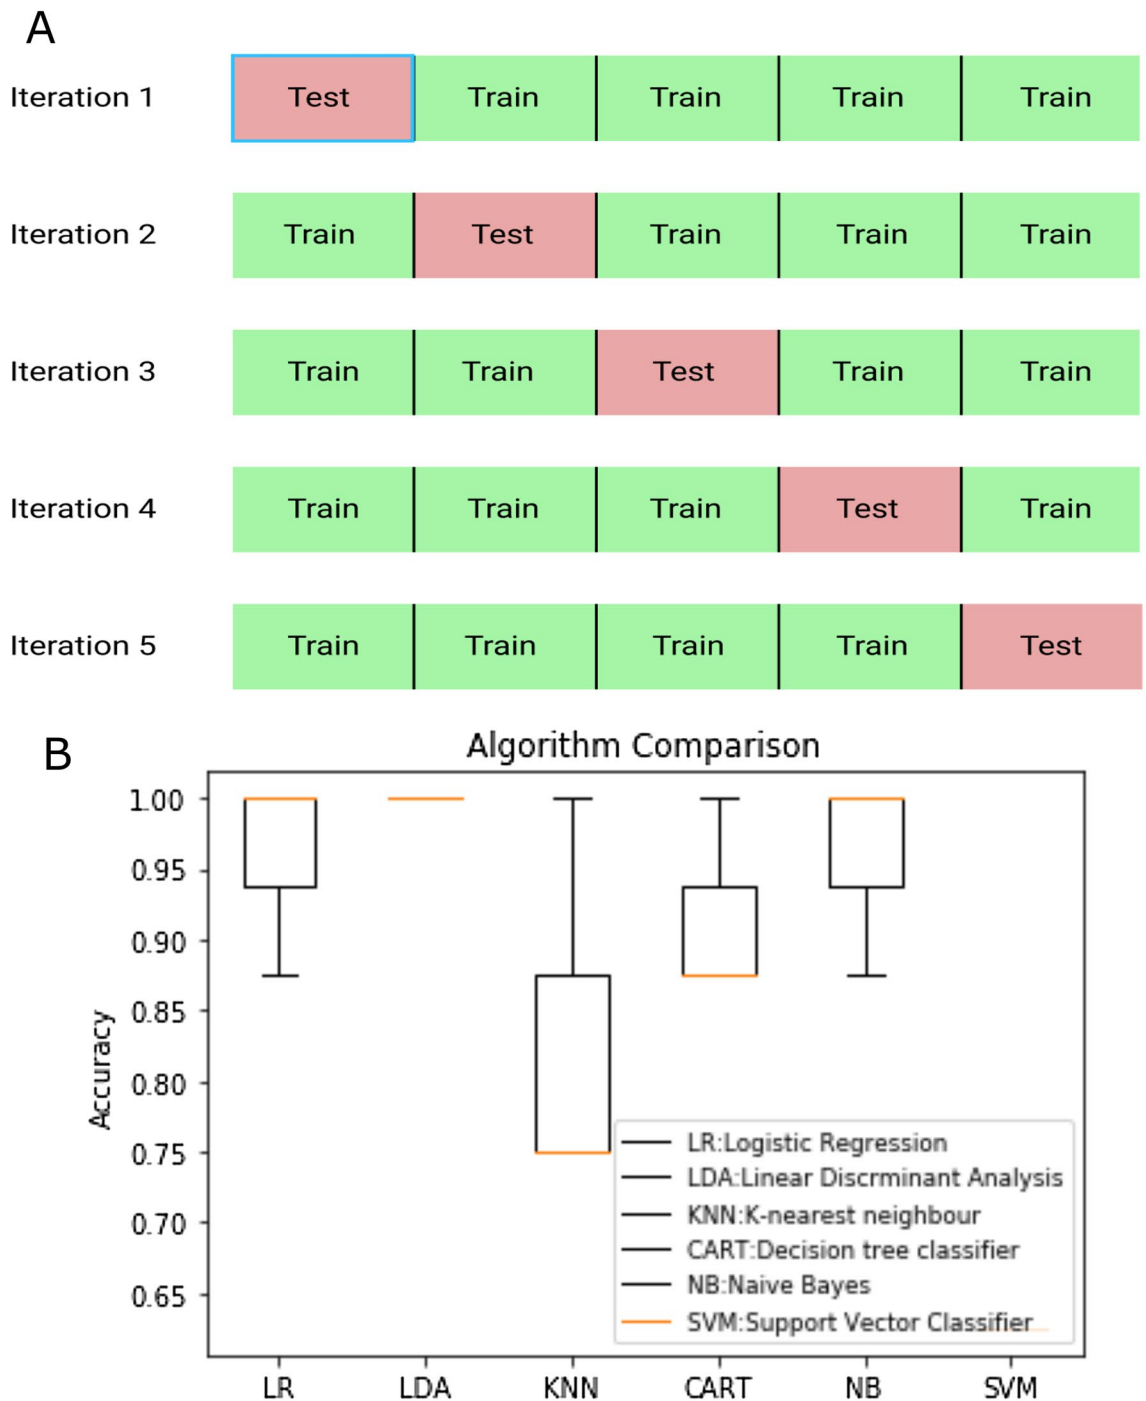 A
Iteration 1 Test Train Train Train Train
Iteration 2 Train Test Train Train Train
Iteration 3 Train Train Test Train Train
Iteration 4 Train Train Train Test Train
Iteration 5 Train Train Train Train Test
B
Algorithm Comparison
1.00
0.95
0.90
0.85
0.80
0.75
0.70
0.65
Accuracy
LR:Logistic Regression
LDA:Linear Discrminant Analysis
KNN:K-nearest neighbour
CART:Decision tree classifier
NB:Naive Bayes
SVM:Support Vector Classifier
LR LDA KNN CART NB SVM